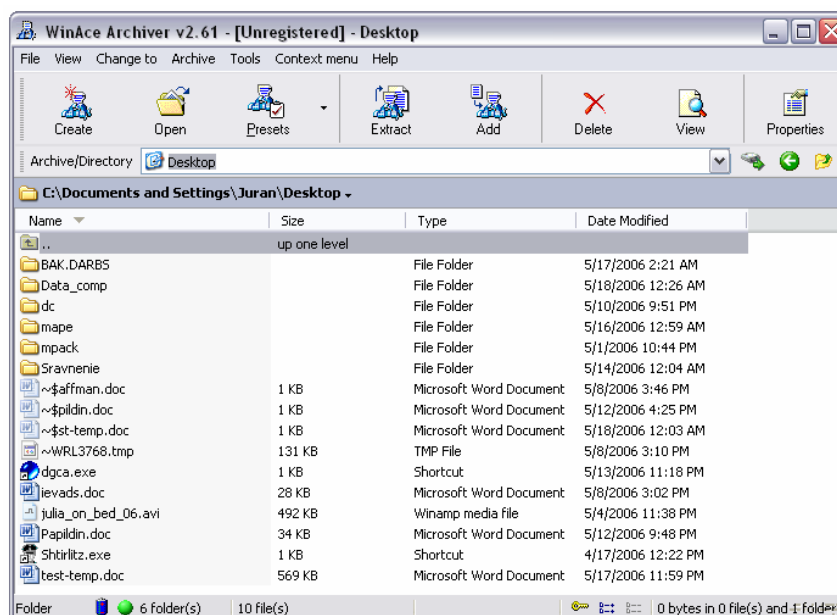 WinAce Archiver v2.61 - [Unregistered] - Desktop
File View Change to Archive Tools Context menu Help
Create Open Presets Extract Add Delete View Properties
Archive/Directory Desktop
C:\Documents and Settings\Juran\Desktop
Name Size Type Date Modified
.. up one level
BAK.DARBS File Folder 5/17/2006 2:21 AM
Data_comp File Folder 5/18/2006 12:26 AM
dc File Folder 5/10/2006 9:51 PM
mape File Folder 5/16/2006 12:59 AM
mpack File Folder 5/1/2006 10:44 PM
Sravnenie File Folder 5/14/2006 12:04 AM
~$affman.doc 1 KB Microsoft Word Document 5/8/2006 3:46 PM
~$pildin.doc 1 KB Microsoft Word Document 5/12/2006 4:25 PM
~$st-temp.doc 1 KB Microsoft Word Document 5/18/2006 12:03 AM
~WRL3768.tmp 131 KB TMP File 5/8/2006 3:10 PM
dgca.exe 1 KB Shortcut 5/13/2006 11:18 PM
ievads.doc 28 KB Microsoft Word Document 5/8/2006 3:02 PM
julia_on_bed_06.avi 492 KB Winamp media file 5/4/2006 11:38 PM
Papildin.doc 34 KB Microsoft Word Document 5/12/2006 9:48 PM
Shtirlitz.exe 1 KB Shortcut 4/17/2006 12:22 PM
test-temp.doc 569 KB Microsoft Word Document 5/17/2006 11:59 PM
Folder 6 folder(s) 10 file(s) 0 bytes in 0 file(s) and 1 folder